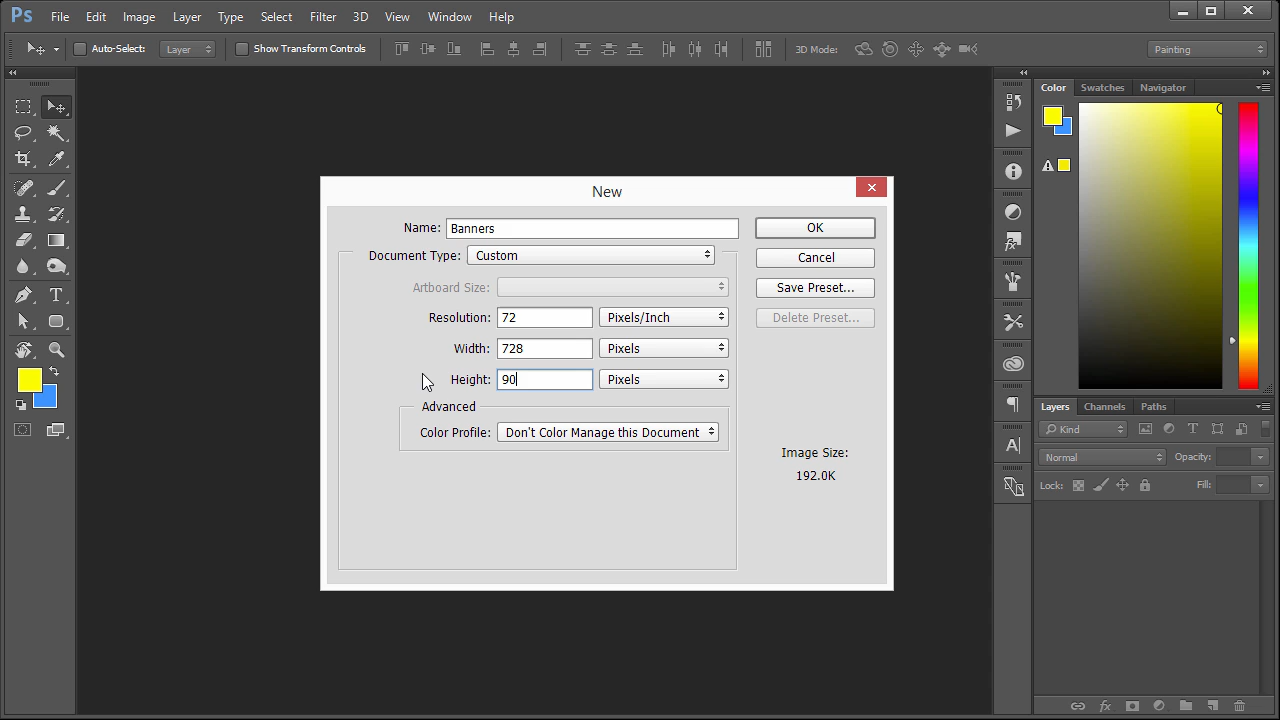 Ps File Edit Image Layer Type Select Filter 3D View Window Help
Auto-Select: Layer Show Transform Controls 3D Mode: Painting
Color Swatches Navigator
New
Name: Banners OK
Document Type: Custom Cancel
Artboard Size: Save Preset...
Resolution: 72 Pixels/Inch Delete Preset...
Width: 728 Pixels
Height: 90 Pixels
Advanced
Color Profile: Don't Color Manage this Document
Image Size:
192.0K
Layers Channels Paths
Kind
Normal Opacity:
Lock: Fill: